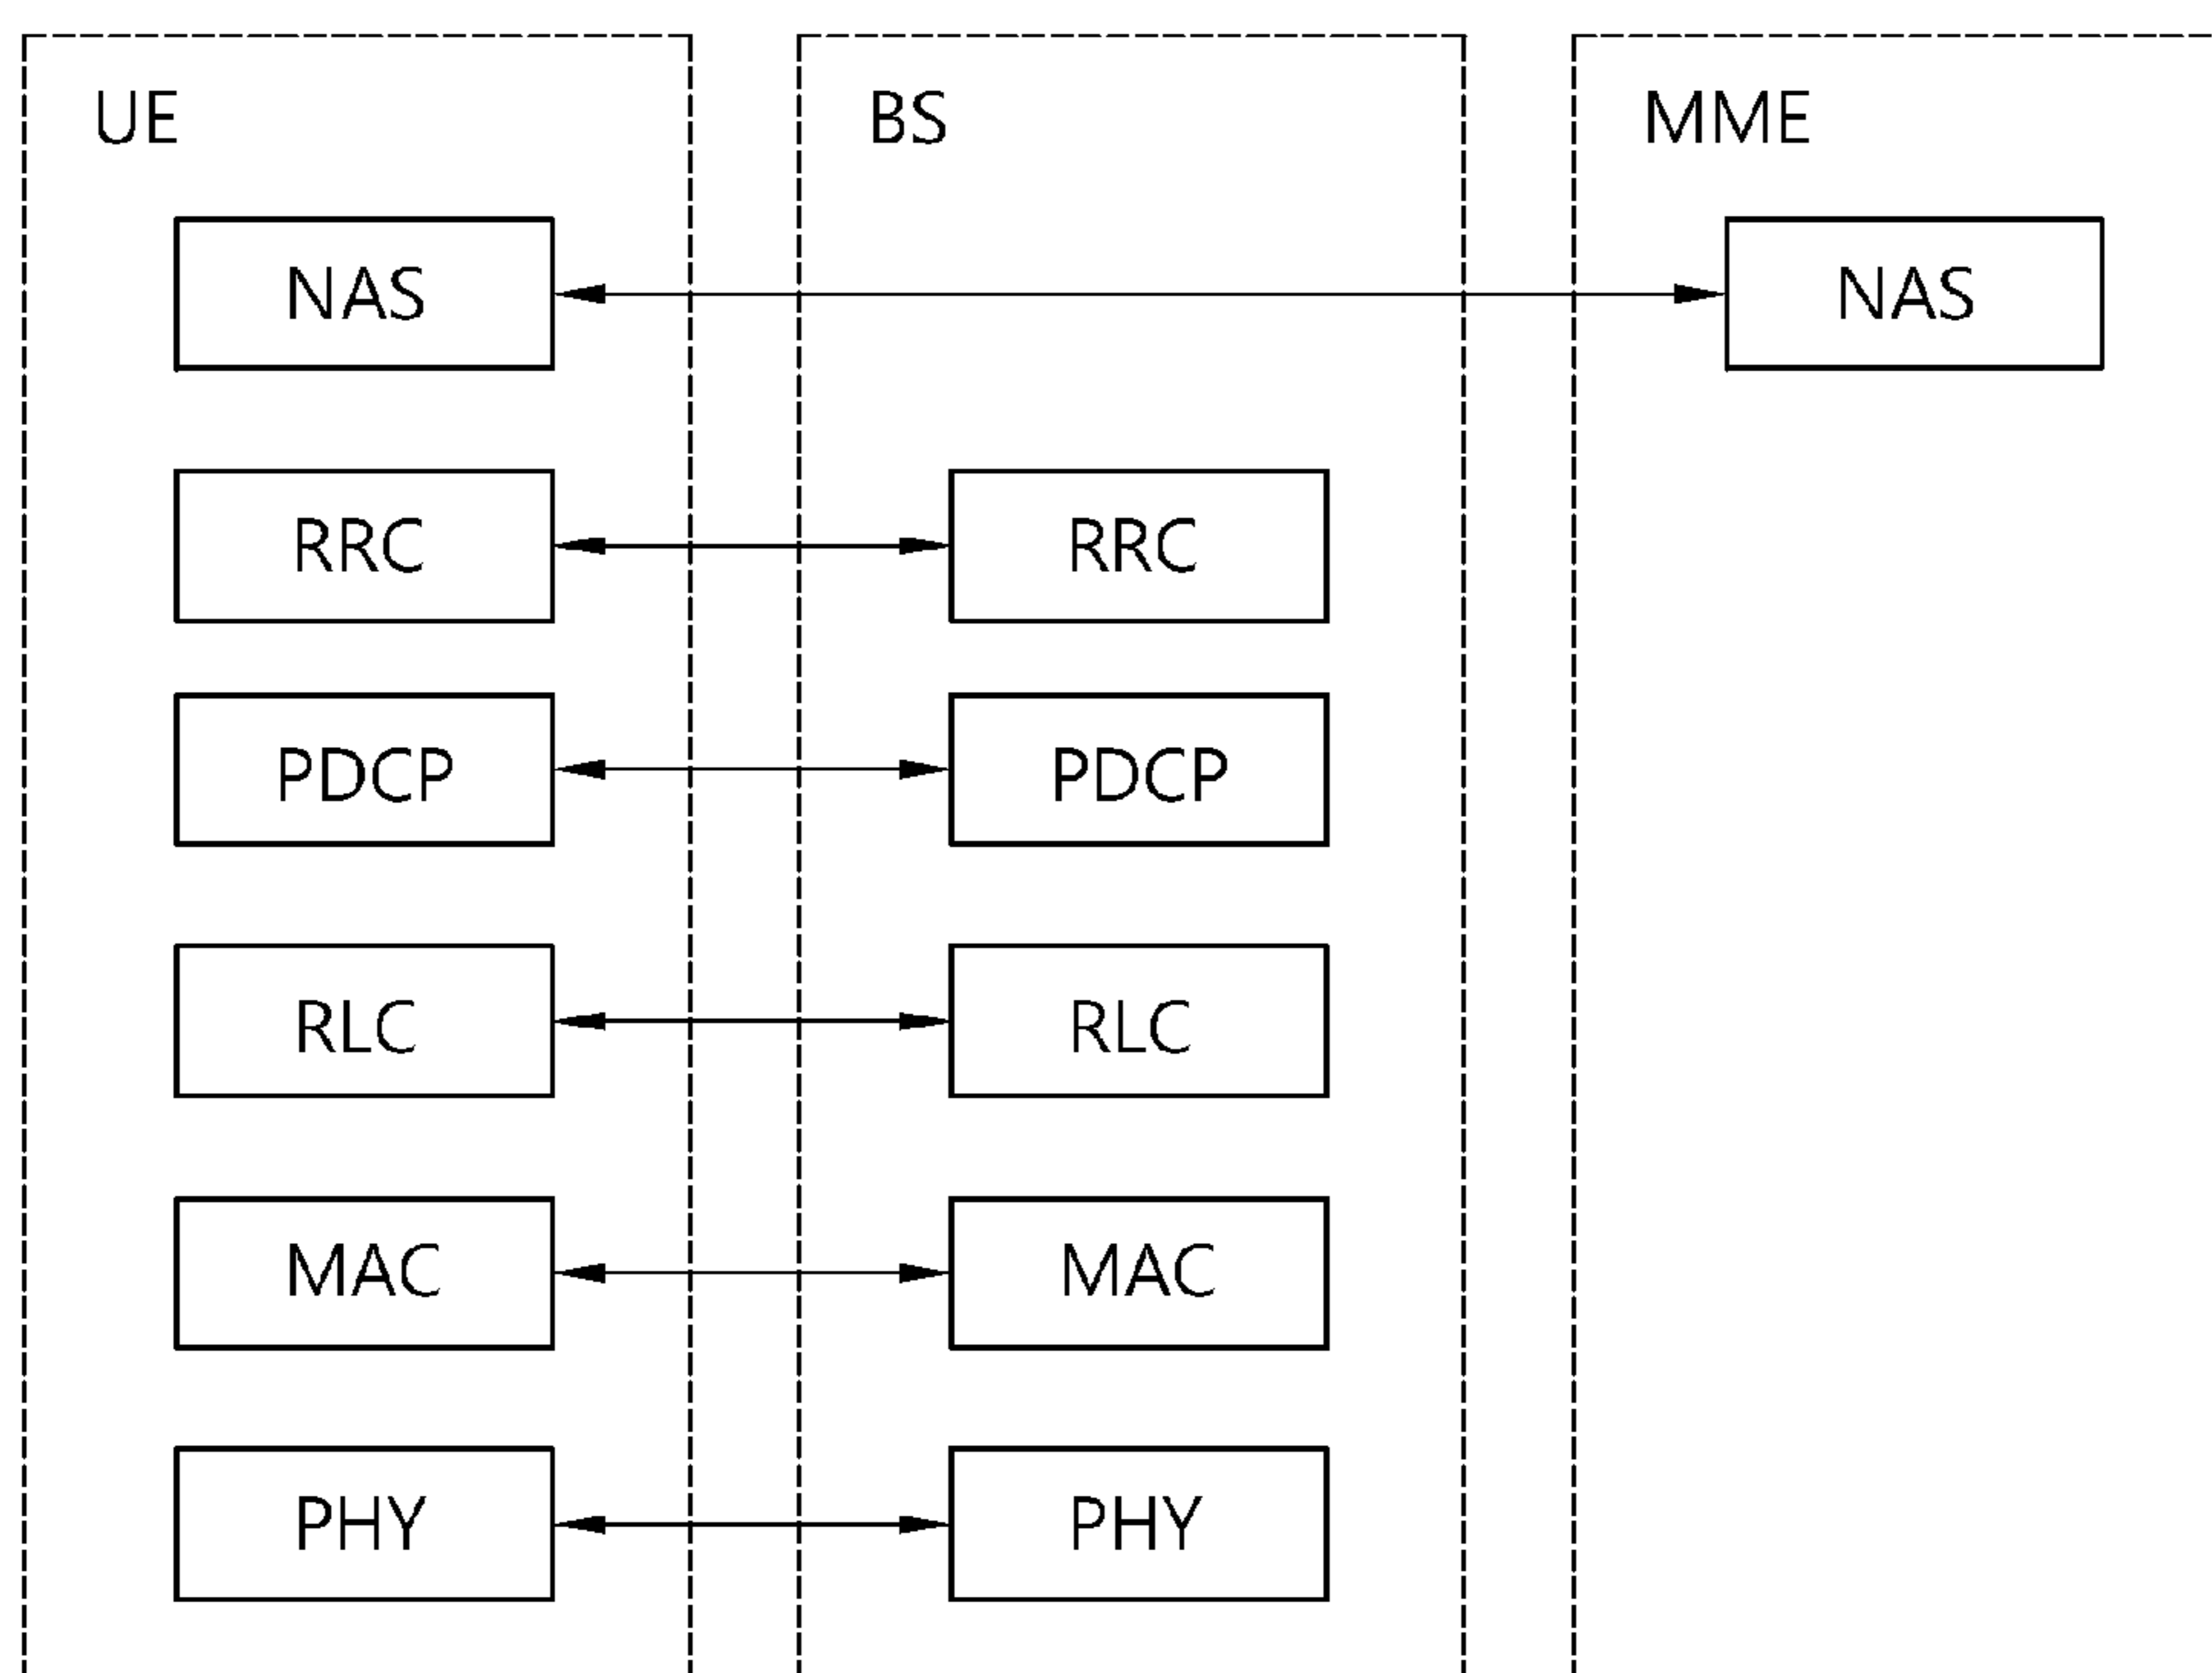 UE BS MME
NAS NAS
RRC RRC
PDCP PDCP
RLC RLC
MAC MAC
PHY PHY